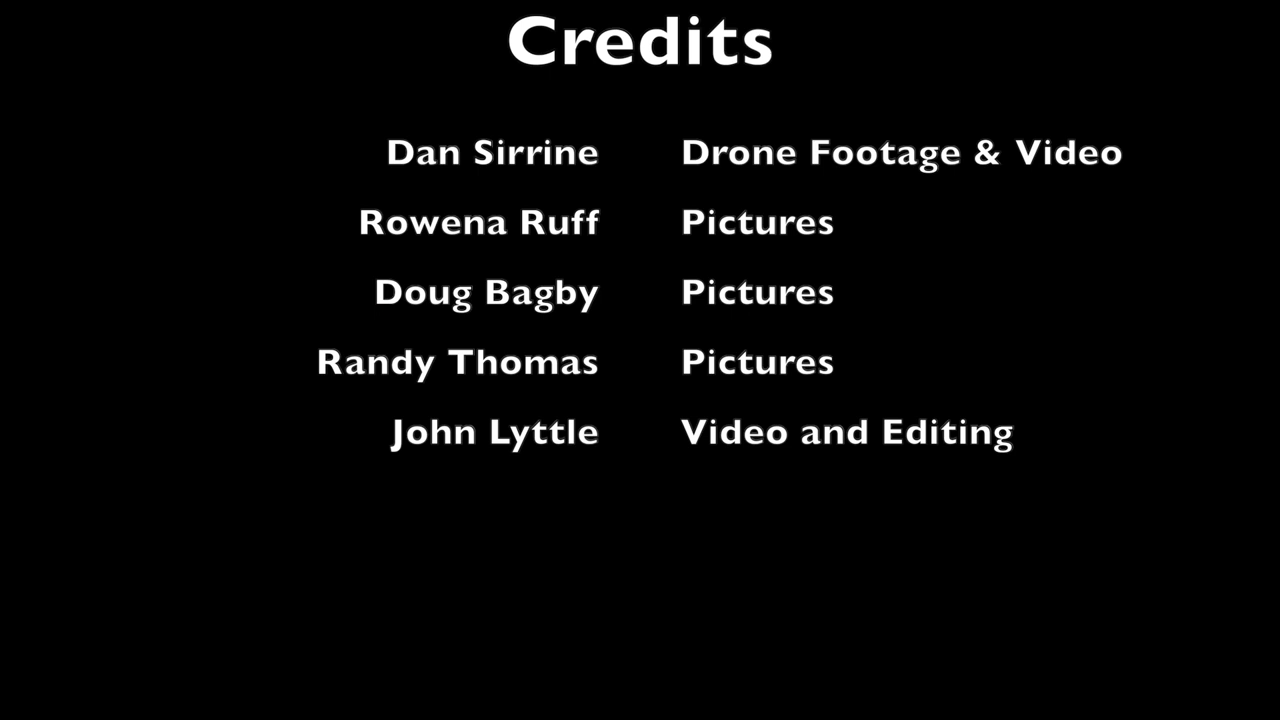 Credits
Dan Sirrine Drone Footage & Video
Rowena Ruff Pictures
Doug Bagby Pictures
Randy Thomas Pictures
John Lyttle Video and Editing